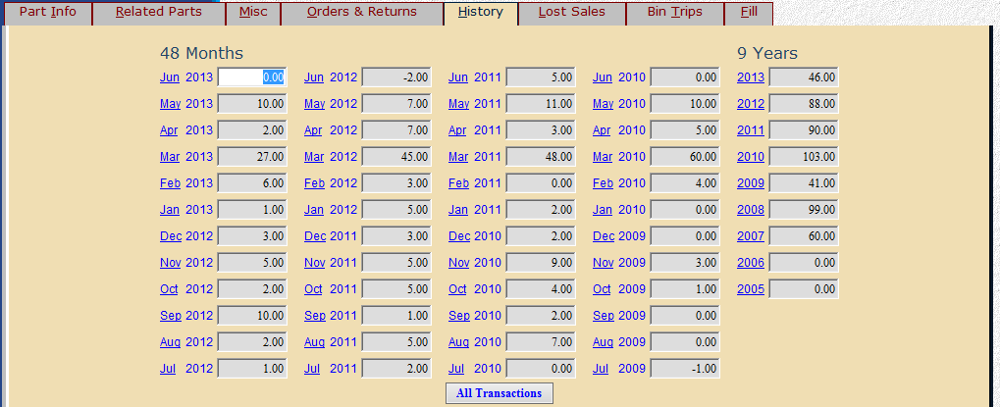 Part Info Related Parts Misc Orders & Returns History Lost Sales Bin Trips Fill
48 Months 9 Years
Jun 2013 0.00 Jun 2012 -2.00 Jun 2011 5.00 Jun 2010 0.00 2013 46.00
May 2013 10.00 May 2012 7.00 May 2011 11.00 May 2010 10.00 2012 88.00
Apr 2013 2.00 Apr 2012 7.00 Apr 2011 3.00 Apr 2010 5.00 2011 90.00
Mar 2013 27.00 Mar 2012 45.00 Mar 2011 48.00 Mar 2010 60.00 2010 103.00
Feb 2013 6.00 Feb 2012 3.00 Feb 2011 0.00 Feb 2010 4.00 2009 41.00
Jan 2013 1.00 Jan 2012 5.00 Jan 2011 2.00 Jan 2010 0.00 2008 99.00
Dec 2012 3.00 Dec 2011 3.00 Dec 2010 2.00 Dec 2009 0.00 2007 60.00
Nov 2012 5.00 Nov 2011 5.00 Nov 2010 9.00 Nov 2009 3.00 2006 0.00
Oct 2012 2.00 Oct 2011 5.00 Oct 2010 4.00 Oct 2009 1.00 2005 0.00
Sep 2012 10.00 Sep 2011 1.00 Sep 2010 2.00 Sep 2009 0.00
Aug 2012 2.00 Aug 2011 5.00 Aug 2010 7.00 Aug 2009 0.00
Jul 2012 1.00 Jul 2011 2.00 Jul 2010 0.00 Jul 2009 -1.00
All Transactions